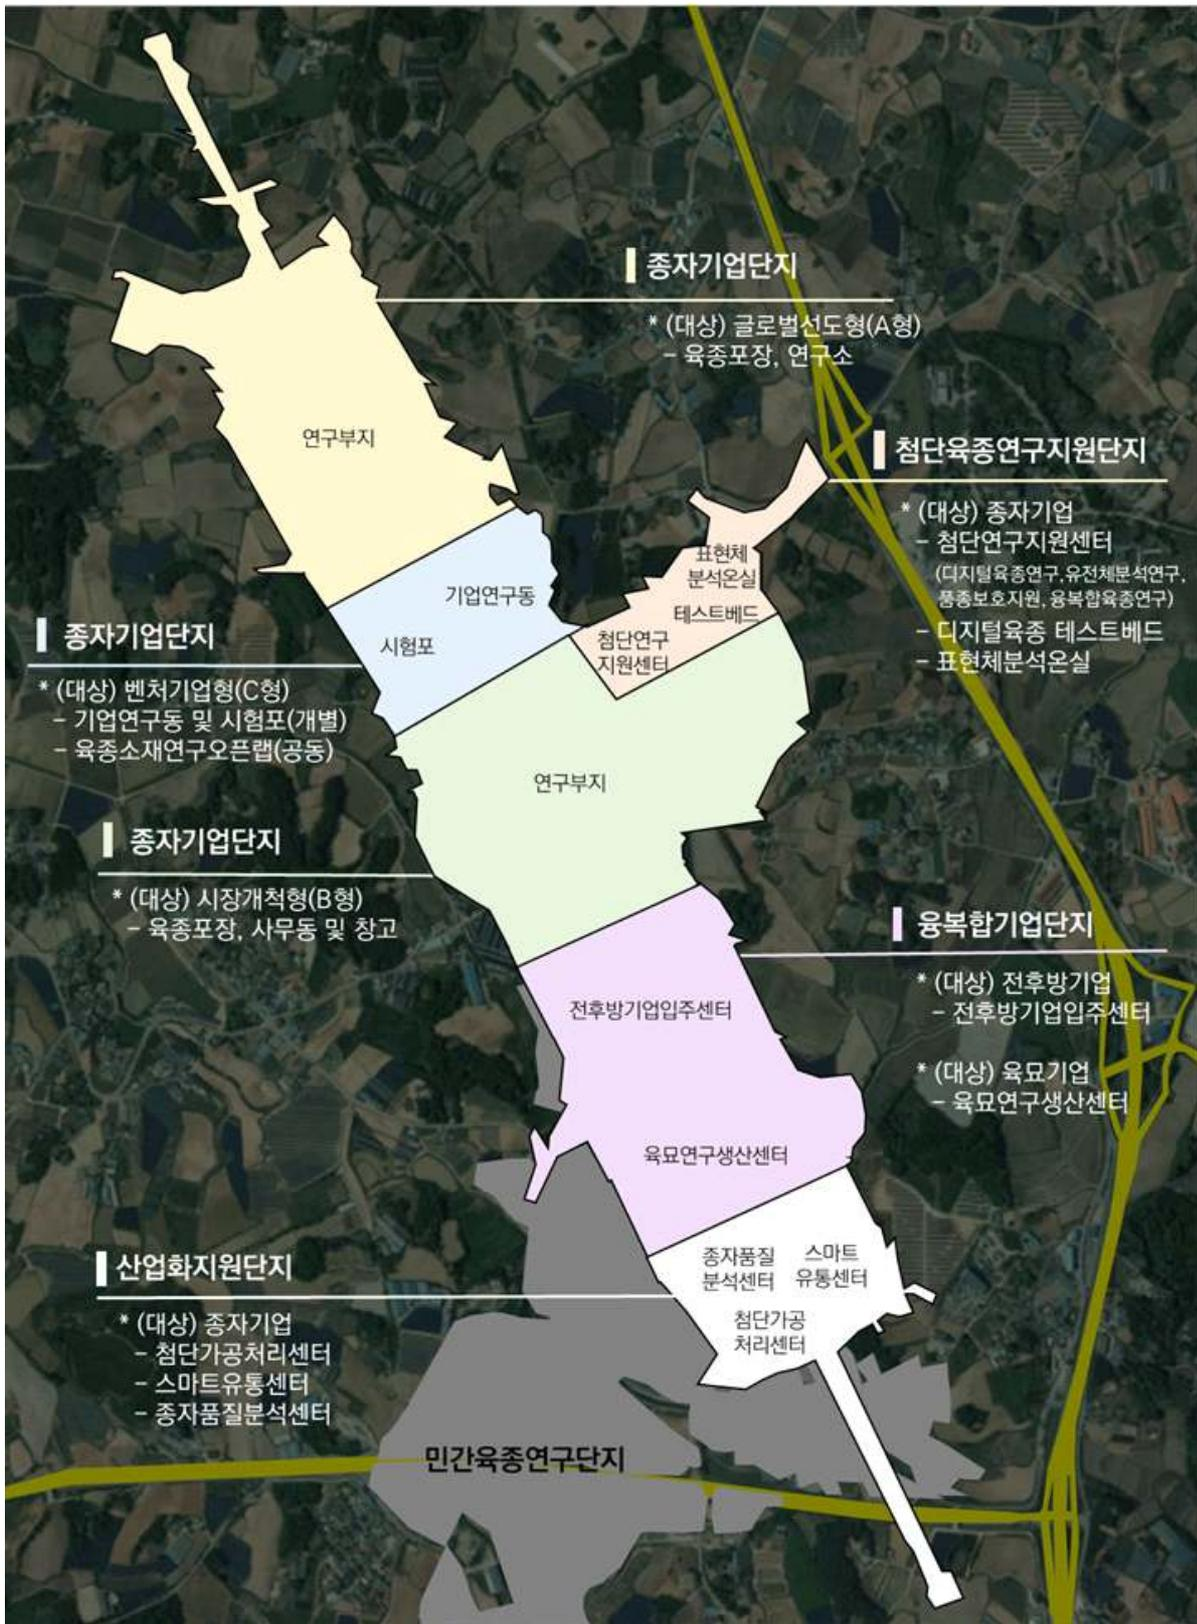 종자기업단지
* (대상) 글로벌선도형(A형)
- 육종포장, 연구소
연구부지
첨단육종연구지원단지
* (대상) 종자기업
- 첨단연구지원센터
(디지털육종연구,유전체분석연구,
품종보호지원, 융복합육종연구)
- 디지털육종 테스트베드
- 표현체분석온실
표현체
분석온실
테스트베드
첨단연구
지원센터
기업연구동
시험포
종자기업단지
* (대상) 벤처기업형(C형)
- 기업연구동 및 시험포(개별)
- 육종소재연구오픈랩(공동)
연구부지
종자기업단지
* (대상) 시장개척형(B형)
- 육종포장, 사무동 및 창고
융복합기업단지
* (대상) 전후방기업
- 전후방기업입주센터
* (대상) 육묘기업
- 육묘연구생산센터
전후방기업입주센터
육묘연구생산센터
산업화지원단지
* (대상) 종자기업
- 첨단가공처리센터
- 스마트유통센터
- 종자품질분석센터
종자품질
분석센터
스마트
유통센터
첨단가공
처리센터
민간육종연구단지